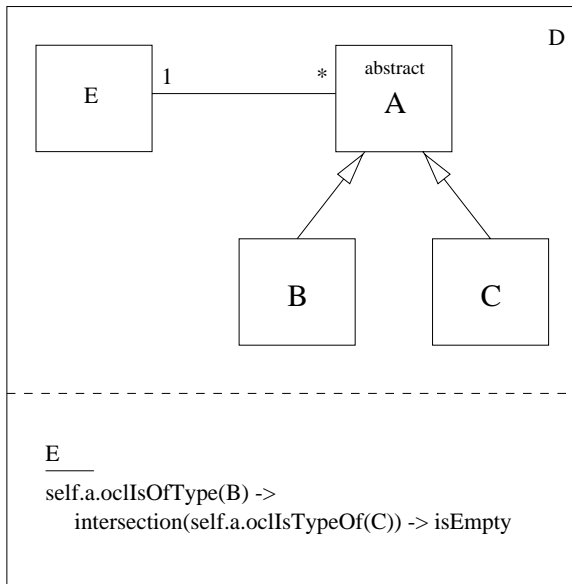 D
abstract
E 1 * A
B C
E
self.a.oclIsOfType(B) ->
intersection(self.a.oclIsTypeOf(C)) -> isEmpty